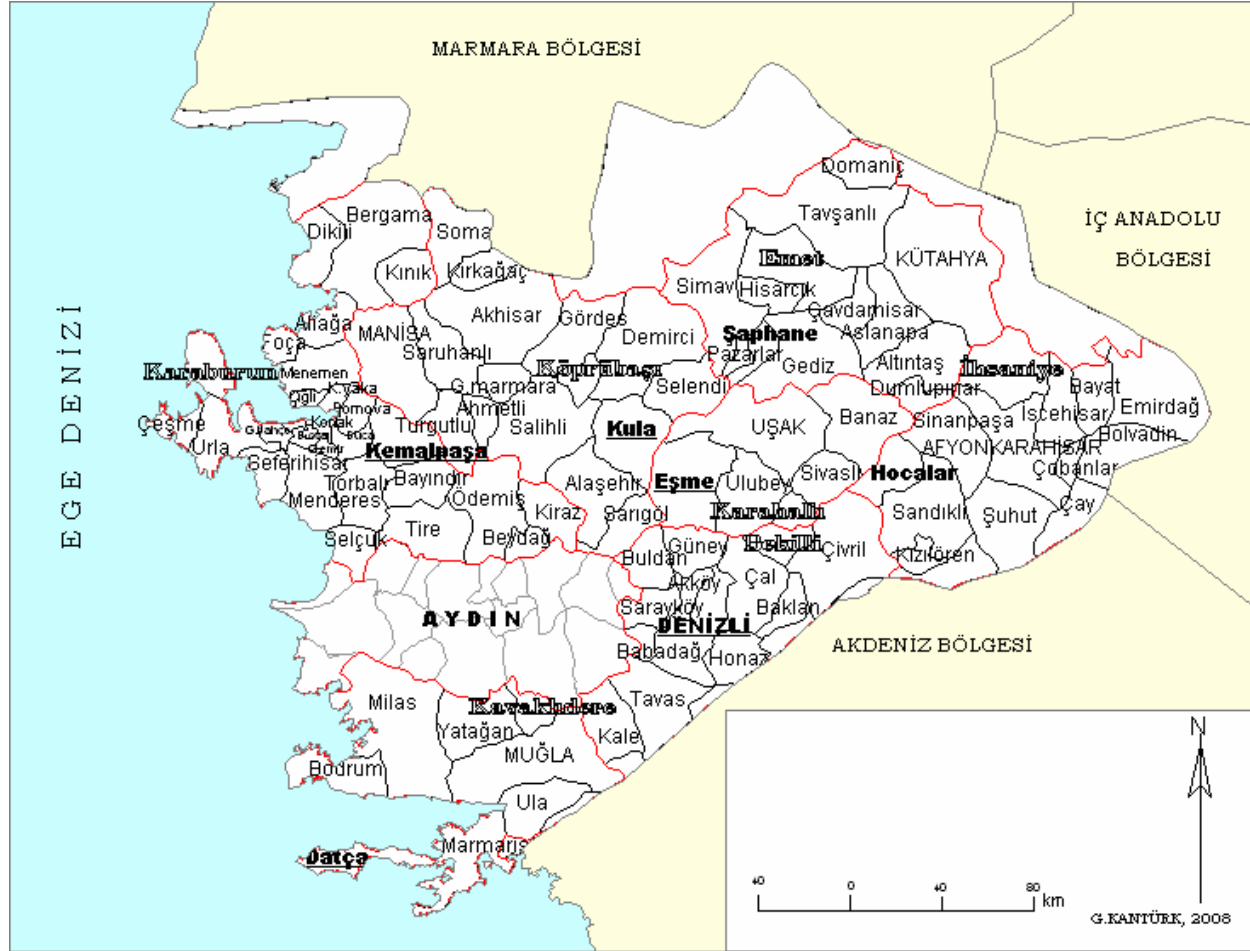 MARMARA BÖLGESİ
İÇ ANADOLU
BÖLGESİ
EGE DENİZİ
AKDENİZ BÖLGESİ
Domaniç
Tavşanlı
Bergama
Dikili
Soma
Emet
KÜTAHYA
Kınık
Kırkağaç
Simav
Hisarcık
Akhisar
Gördes
Çavdarhisar
Aliağa
MANİSA
Demirci
Şaphane
Aslanapa
Foça
Saruhanlı
Pazarlar
Gediz
Altıntaş
Karaburun
Menemen
Köprübaşı
İhsaniye
G.marmara
Selendi
Dumlupınar
Bayat
Çiğli
K.yaka
Ahmetli
Bornova
Turgutlu
Salihli
Kula
UŞAK
Banaz
Sinanpaşa
İscehisar
Emirdağ
Çeşme
Urla
Konak
Buca
Kemalpaşa
AFYONKARAHİSAR
Bolvadin
Seferihisar
Torbalı
Bayındır
Alaşehir
Eşme
Ulubey
Sivaslı
Hocalar
Çobanlar
Menderes
Ödemiş
Kiraz
Sarıgöl
Karahallı
Sandıklı
Şuhut
Çay
Selçuk
Tire
Beydağ
Buldan
Güney
Bekilli
Çivril
Kızılören
Akköy
Çal
AYDIN
Sarayköy
Baklan
DENİZLİ
Babadağ
Honaz
Milas
Kavaklıdere
Tavas
Yatağan
Kale
MUĞLA
Bodrum
Ula
Datça
Marmaris
N
40 0 40 80
km
G.KANTÜRK, 2008